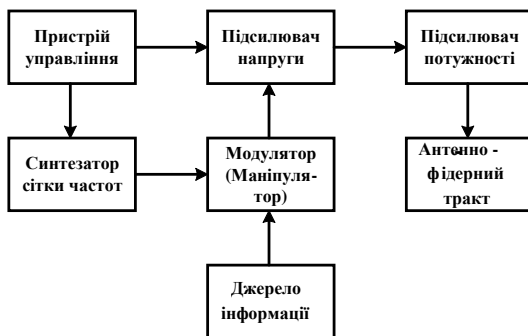 Пристрій
управління
Підсилювач
напруги
Підсилювач
потужності
Синтезатор
сітки частот
Модулятор
(Маніпуля-
тор)
Антенно -
фідерний
тракт
Джерело
інформації